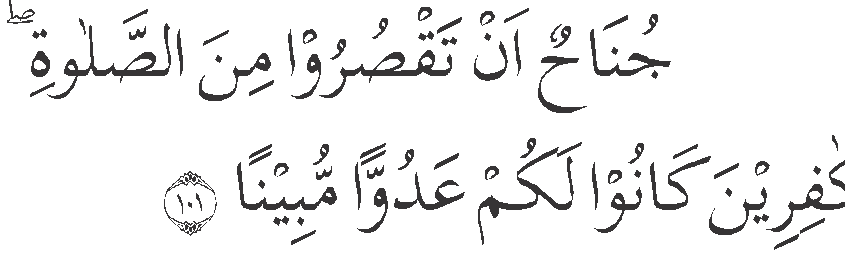 جُنَاحٌ اَنْ تَقْصُرُوْا مِنَ الصَّلٰوةِ ۖ
كٰفِرِيْنَ كَانُوْا لَكُمْ عَدُوًّا مُّبِيْنًا ۝١٠١